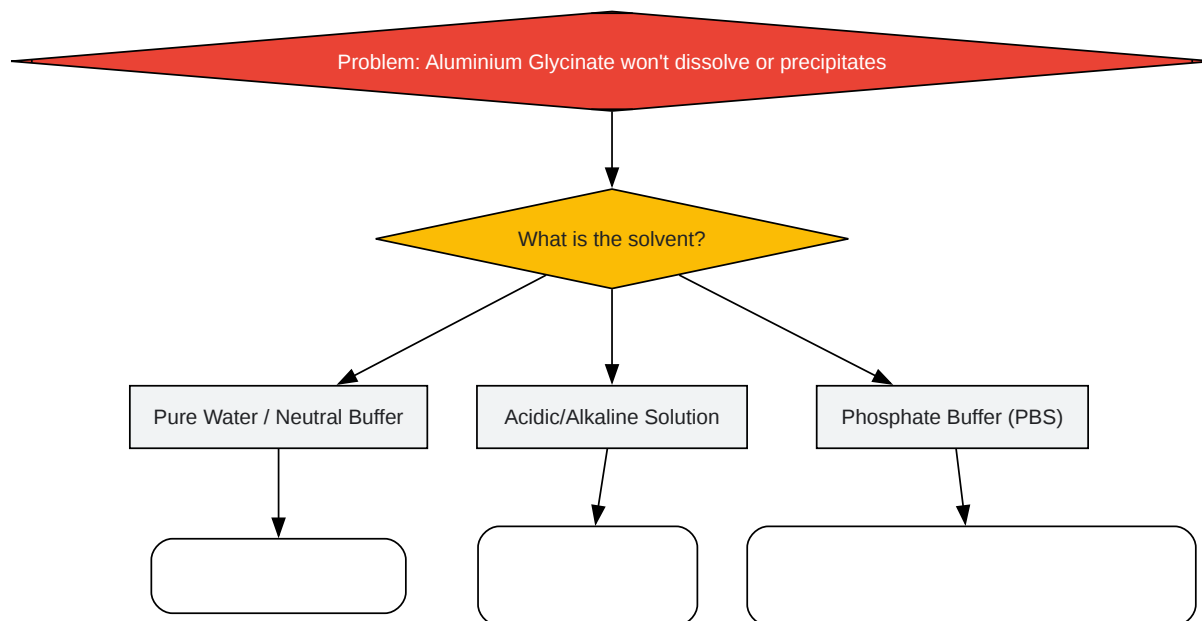 Problem: Aluminium Glycinate won't dissolve or precipitates
What is the solvent?
Pure Water / Neutral Buffer
Acidic/Alkaline Solution
Phosphate Buffer (PBS)